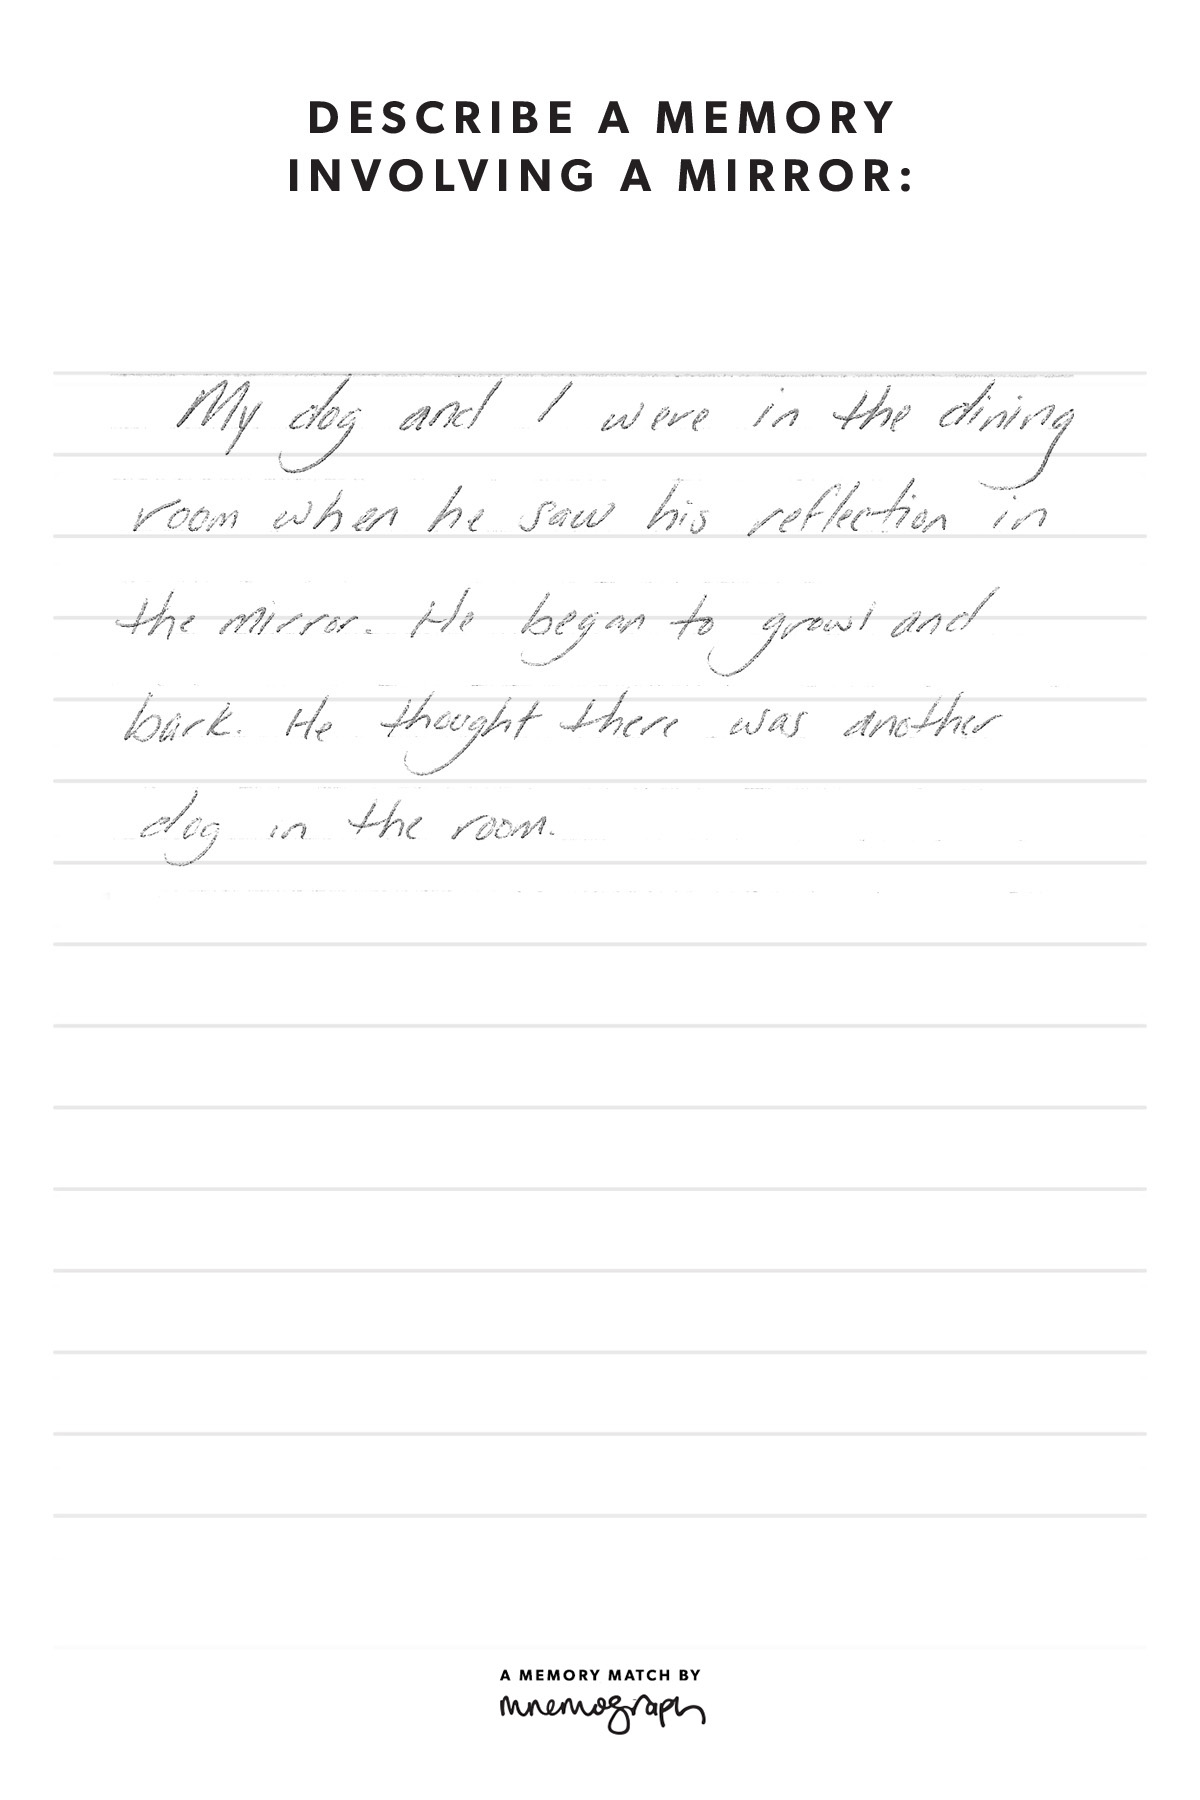 DESCRIBE A MEMORY
INVOLVING A MIRROR:
My dog and I were in the dining
room when he saw his reflection in
the mirror. He began to growl and
bark. He thought there was another
dog in the room.
A MEMORY MATCH BY
mnemograph